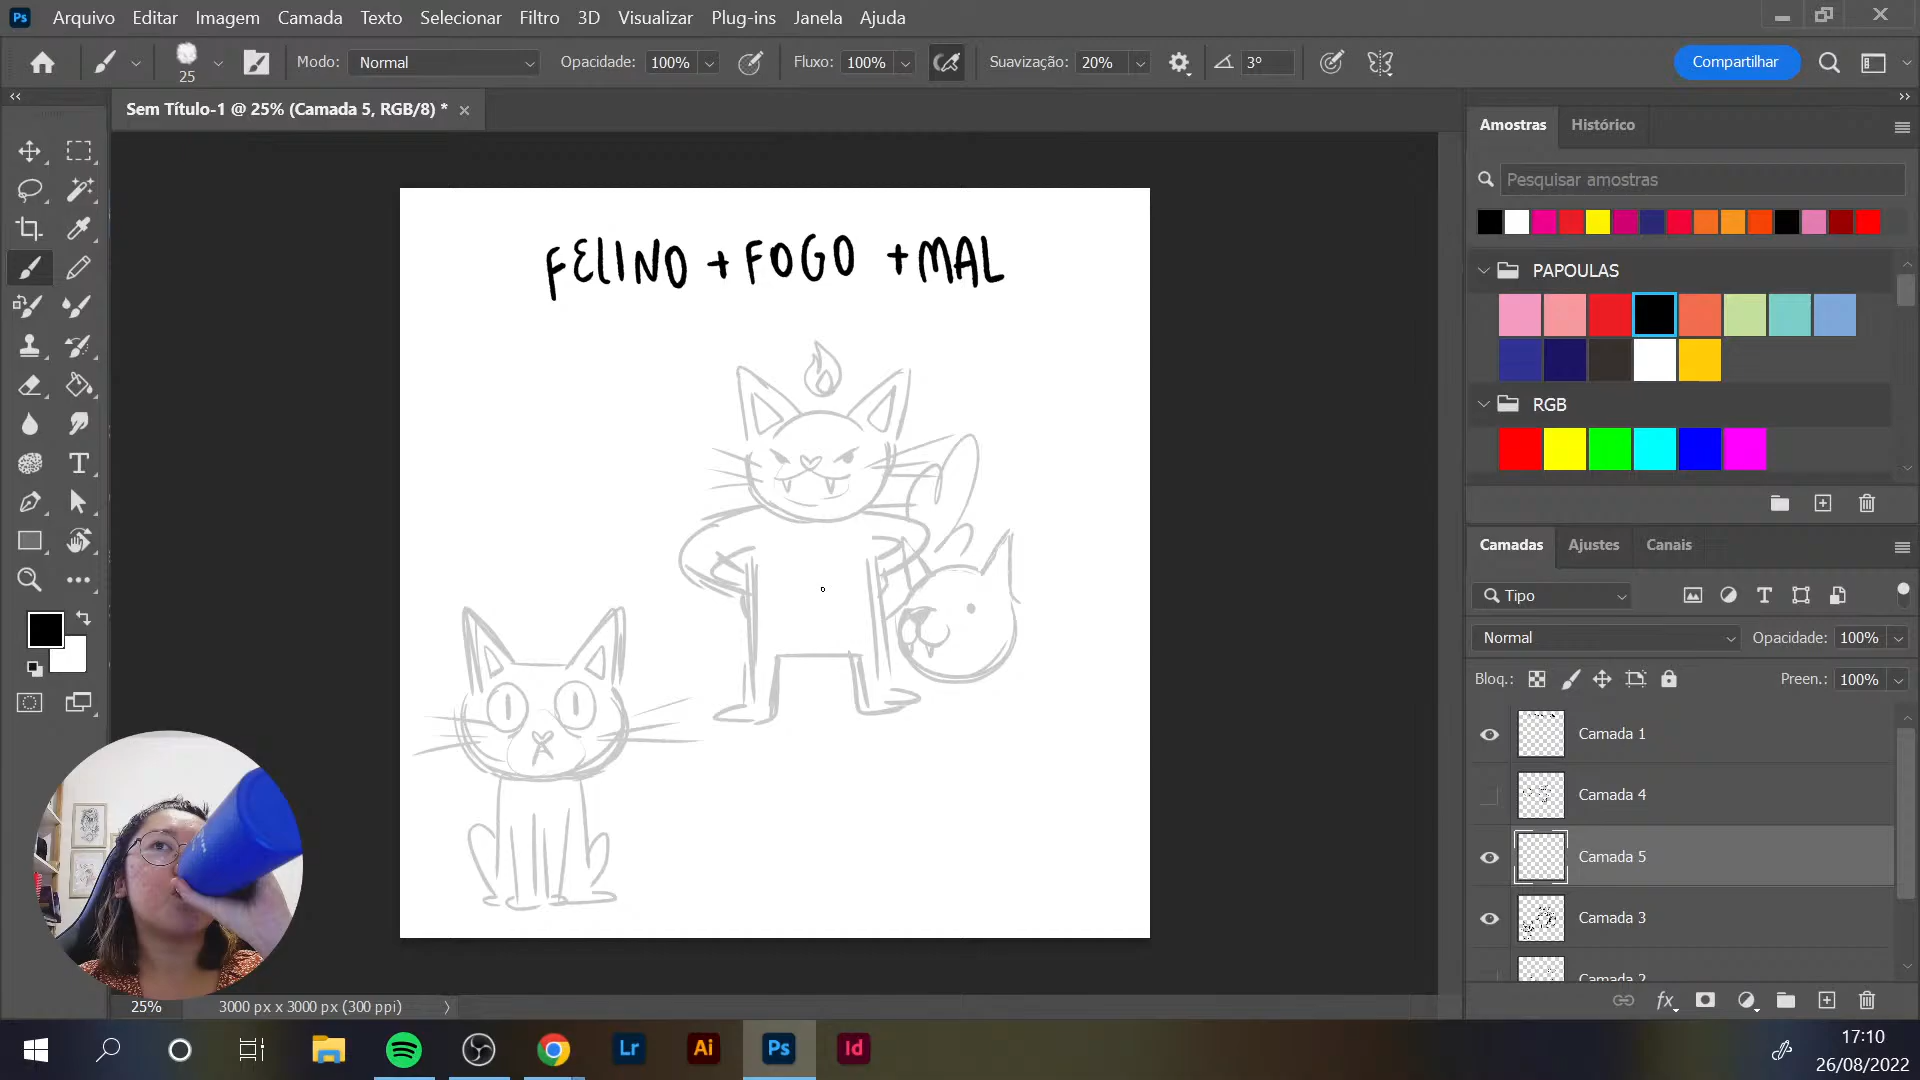 Ps Arquivo Editar Imagem Camada Texto Selecionar Filtro 3D Visualizar Plug-ins Janela Ajuda
25 Modo: Normal Opacidade: 100% Fluxo: 100% Suavização: 20% 3° Compartilhar
Sem Título-1 @ 25% (Camada 5, RGB/8) *
Amostras Histórico
Pesquisar amostras
FELINO + FOGO + MAL
PAPOULAS
RGB
Camadas Ajustes Canais
Tipo
Normal Opacidade: 100%
Bloq.: Preen.: 100%
Camada 1
Camada 4
Camada 5
Camada 3
Camada 2
25% 3000 px x 3000 px (300 ppi)
Lr Ai Ps Id
17:10
26/08/2022